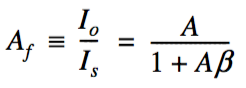 A_f ≡ I_o / I_s = A / (1 + Aβ)